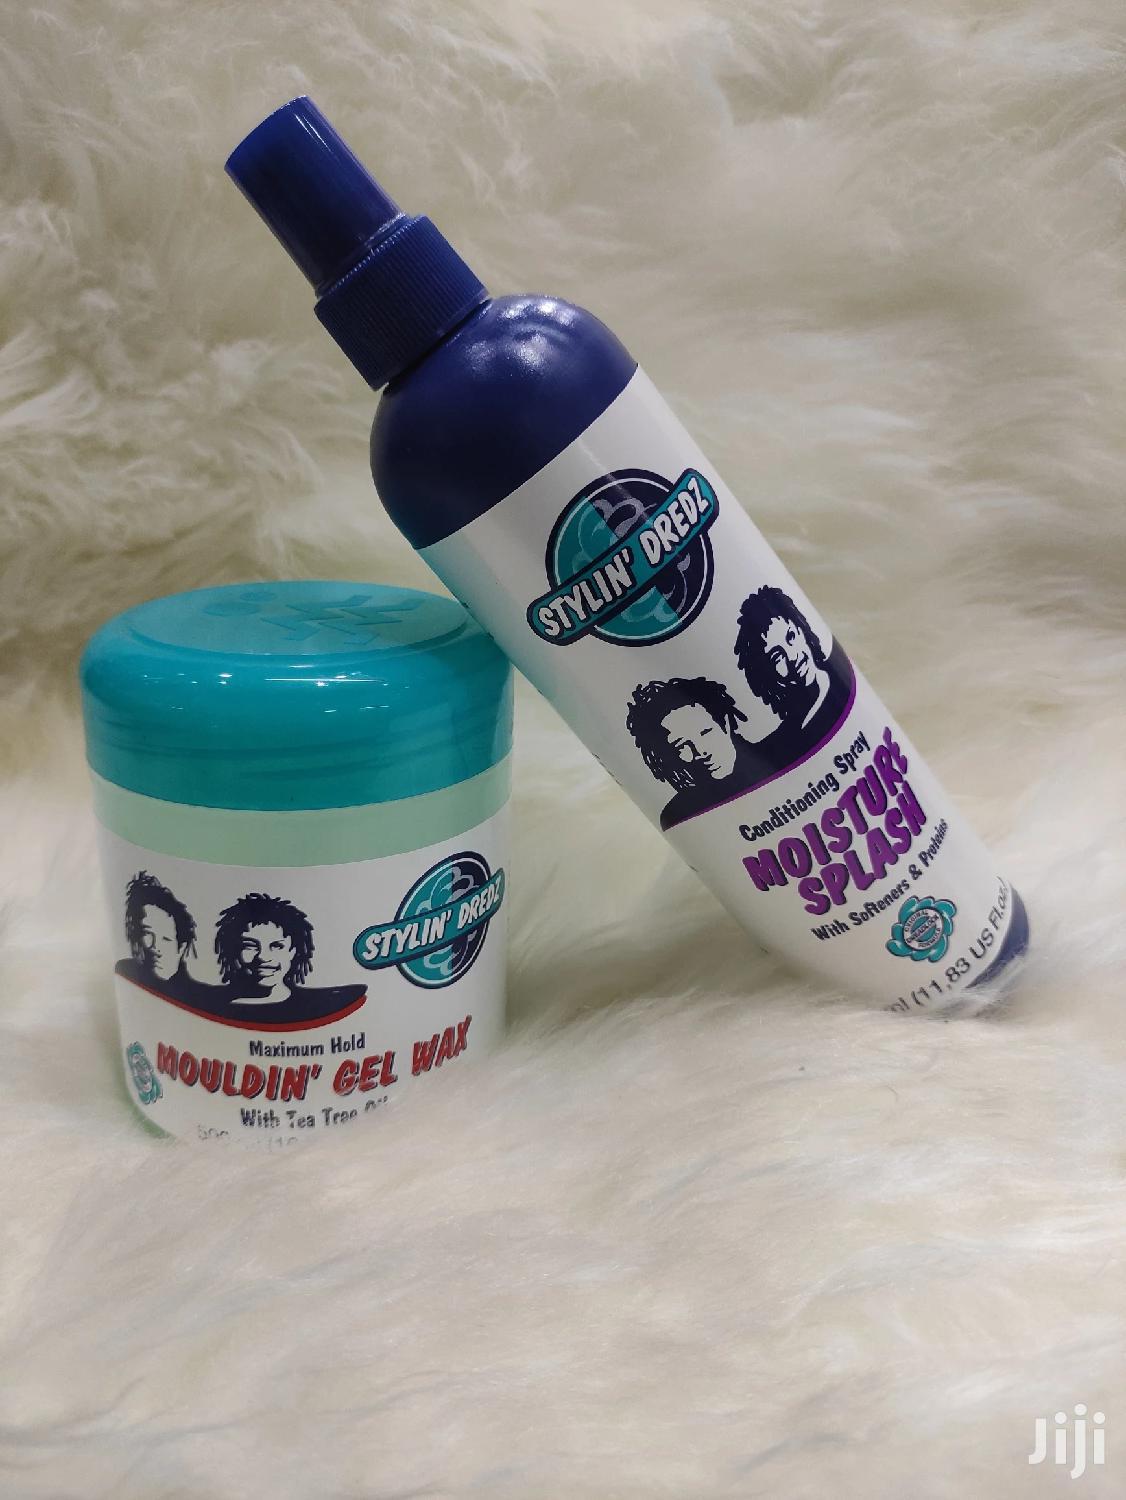 STYLIN' DREDZ
Conditioning Spray
MOISTURE
SPLASH
With Softeners & Proteins
ml (11,83 US Fl.oz.)
STYLIN' DREDZ
Maximum Hold
MOULDIN' GEL WAX
With Tea Tree Oil
Jiji